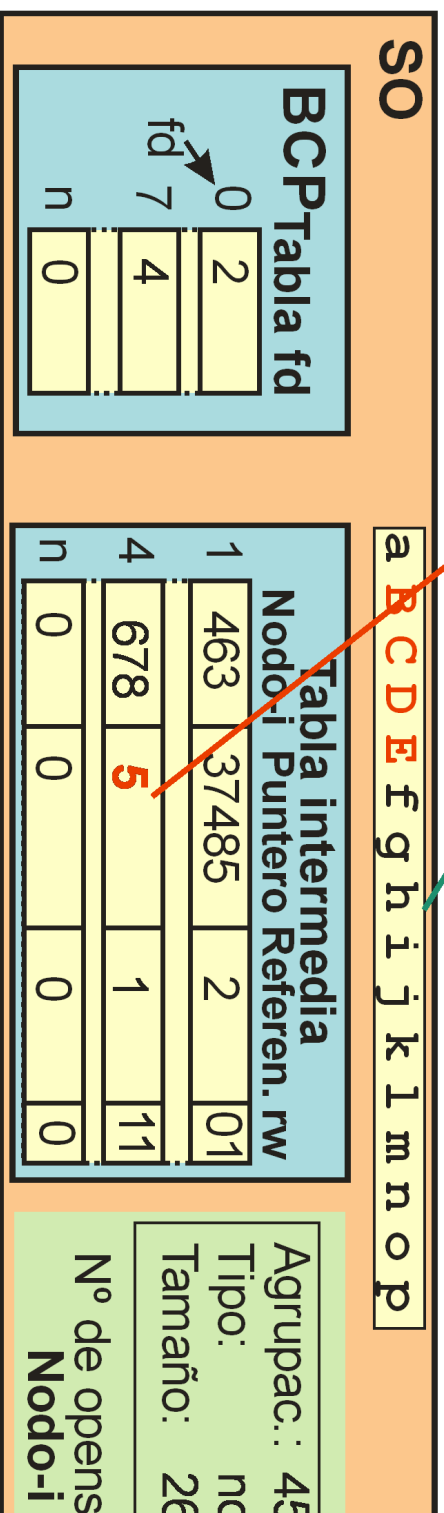 SO
BCP Tabla fd
fd
0 2
7 4
n 0
a B C D E f g h i j k l m n o p
Tabla intermedia
Nodo-i Puntero Referen. rw
1 463 37485 2 01
4 678 5 1 11
n 0 0 0 0
Agrupac.: 45
Tipo: no
Tamaño: 26
Nº de opens
Nodo-i